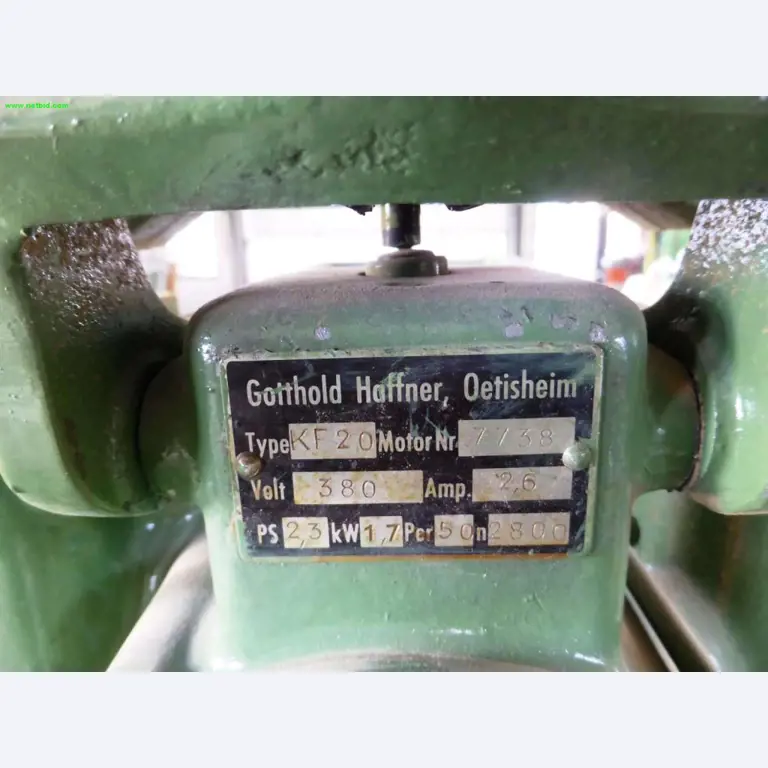 www.netbid.com
Gotthold Haffner, Oetisheim
Type KF 20 Motor Nr. 7738
Volt 380 Amp. 2,6
PS 2,3 kW 1,7 Per 50 n 2800